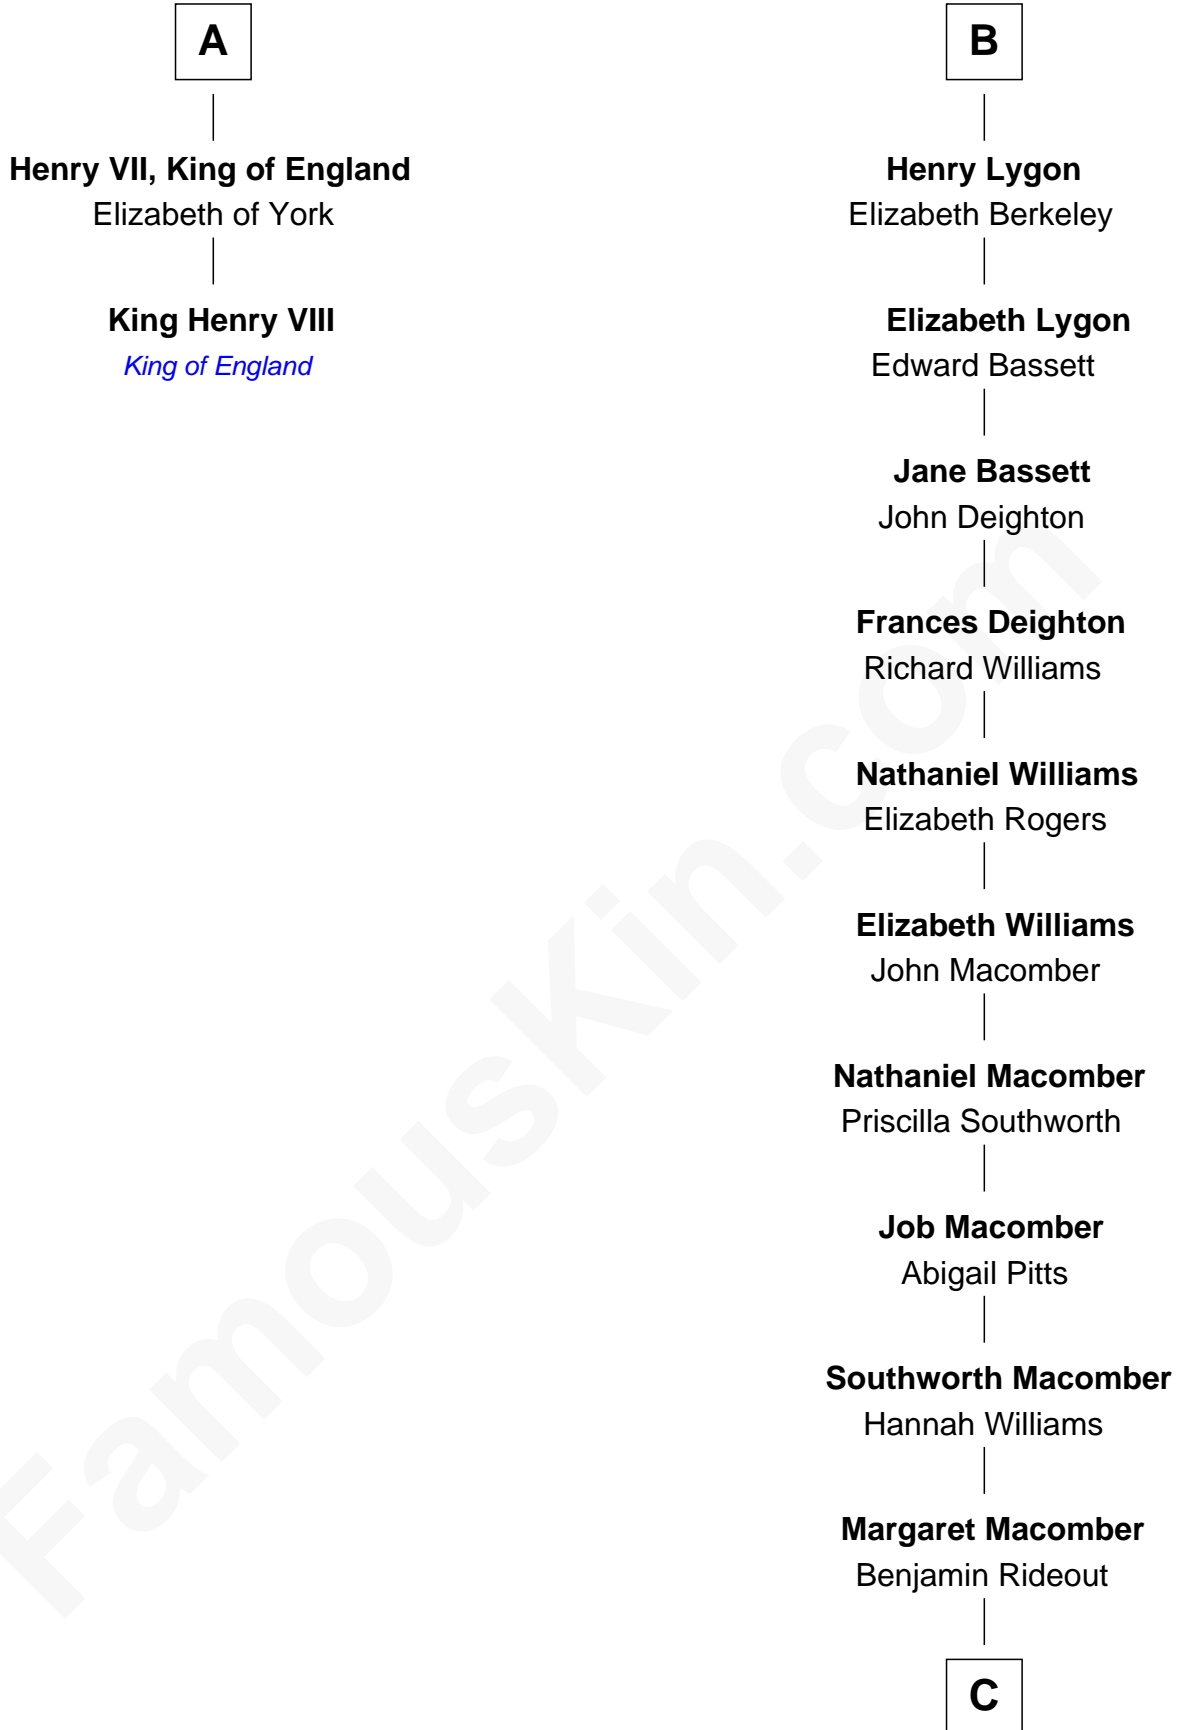 A
Henry VII, King of England
Elizabeth of York
King Henry VIII
King of England
B
Henry Lygon
Elizabeth Berkeley
Elizabeth Lygon
Edward Bassett
Jane Bassett
John Deighton
Frances Deighton
Richard Williams
Nathaniel Williams
Elizabeth Rogers
Elizabeth Williams
John Macomber
Nathaniel Macomber
Priscilla Southworth
Job Macomber
Abigail Pitts
Southworth Macomber
Hannah Williams
Margaret Macomber
Benjamin Rideout
C
FamousKin.com